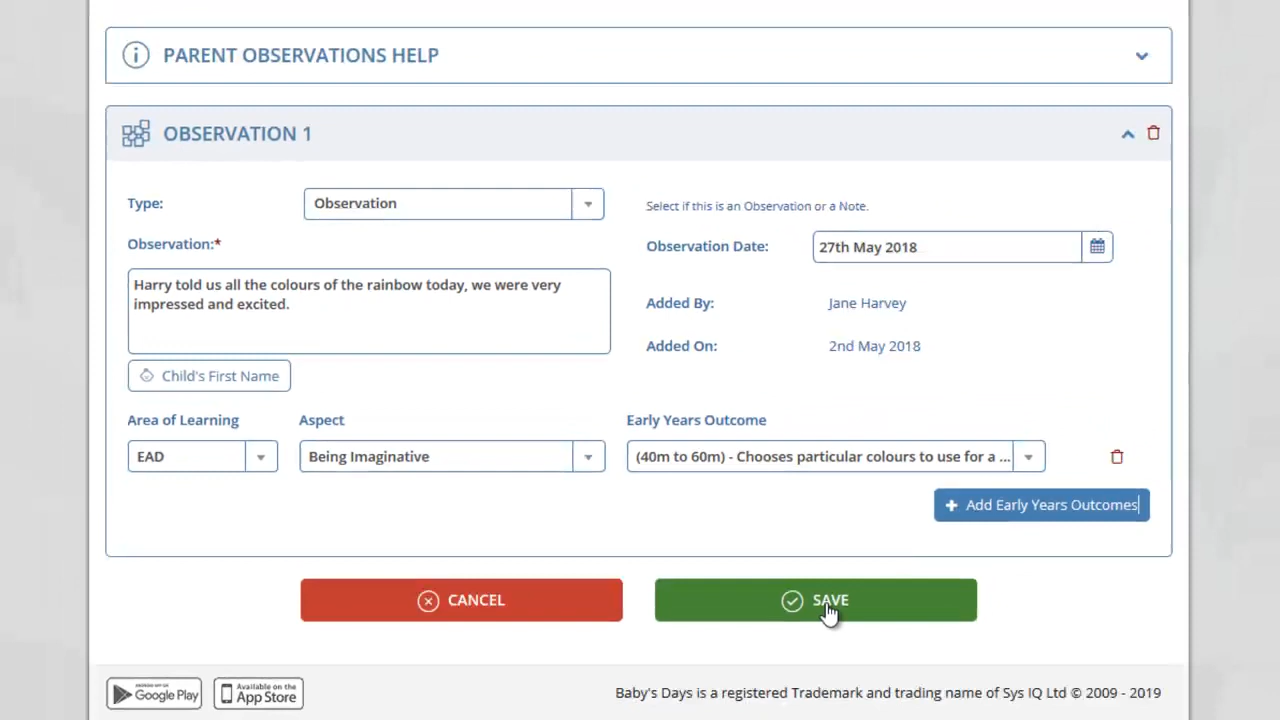 PARENT OBSERVATIONS HELP
OBSERVATION 1
Type:
Observation
Select if this is an Observation or a Note.
Observation:*
Observation Date:
27th May 2018
Harry told us all the colours of the rainbow today, we were very
impressed and excited.
Added By:
Jane Harvey
Added On:
2nd May 2018
Child's First Name
Area of Learning
Aspect
Early Years Outcome
EAD
Being Imaginative
(40m to 60m) - Chooses particular colours to use for a ...
Add Early Years Outcomes
CANCEL
SAVE
Google Play
Available on the
App Store
Baby's Days is a registered Trademark and trading name of Sys IQ Ltd © 2009 - 2019